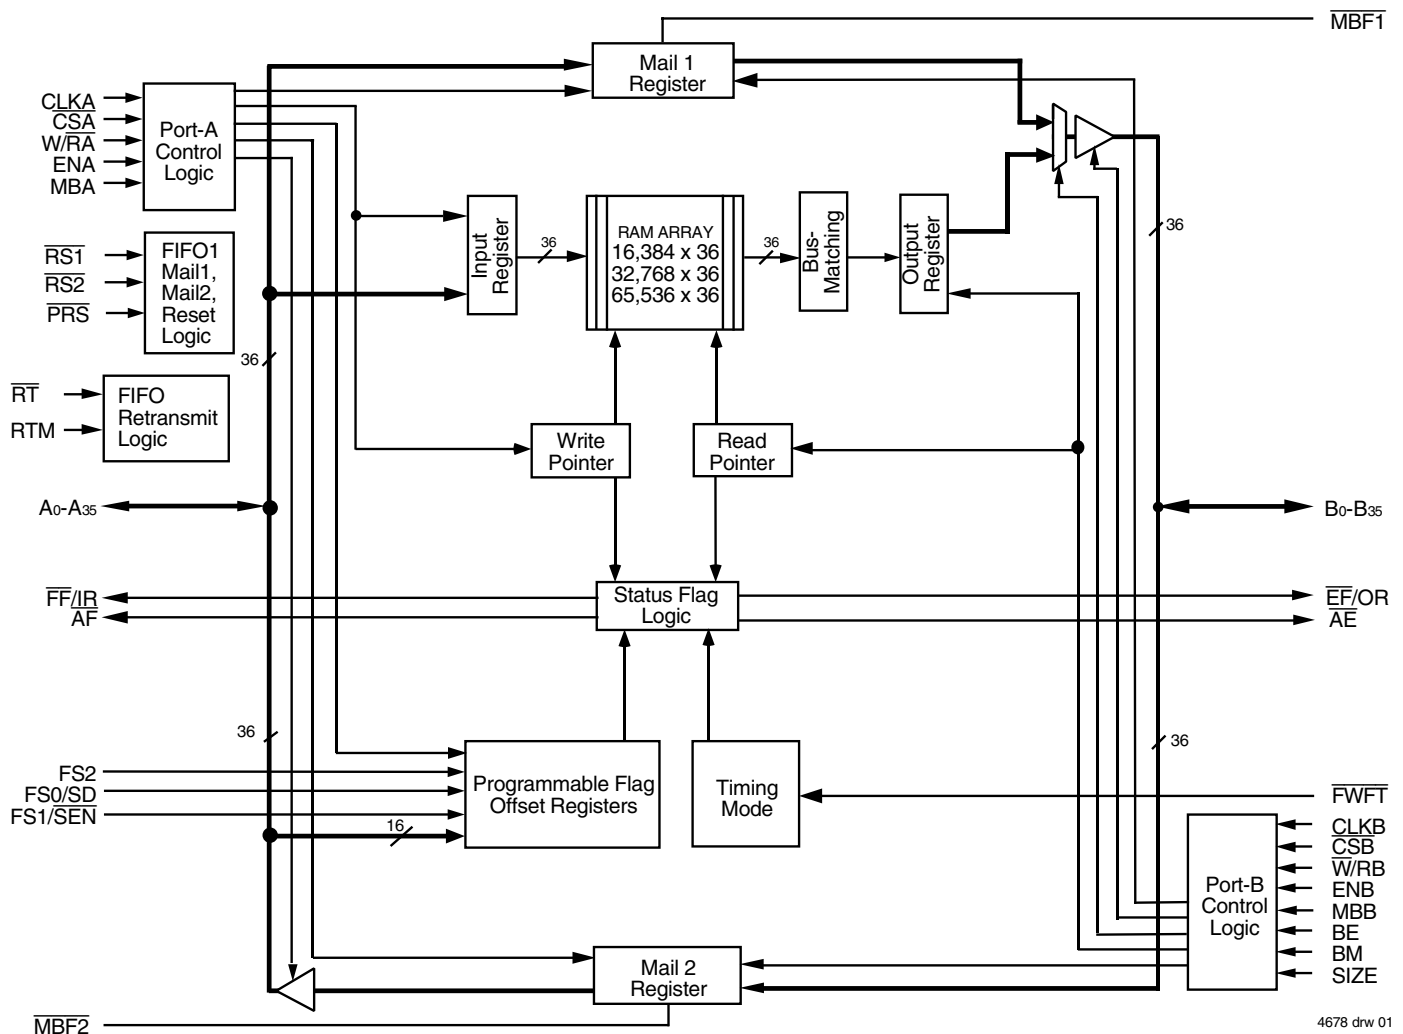 MBF1
Mail 1
Register
CLKA
CSA
W/RA
ENA
MBA
Port-A
Control
Logic
36
RS1
RS2
PRS
FIFO1
Mail1,
Mail2,
Reset
Logic
Input
Register
36
RAM ARRAY
16,384 x 36
32,768 x 36
65,536 x 36
36
Bus-
Matching
Output
Register
36
RT
RTM
FIFO
Retransmit
Logic
Write
Pointer
Read
Pointer
A0-A35
B0-B35
FF/IR
AF
Status Flag
Logic
EF/OR
AE
36
36
FS2
FS0/SD
FS1/SEN
16
Programmable Flag
Offset Registers
Timing
Mode
FWFT
CLKB
CSB
W/RB
ENB
MBB
BE
BM
SIZE
Port-B
Control
Logic
Mail 2
Register
MBF2
4678 drw 01